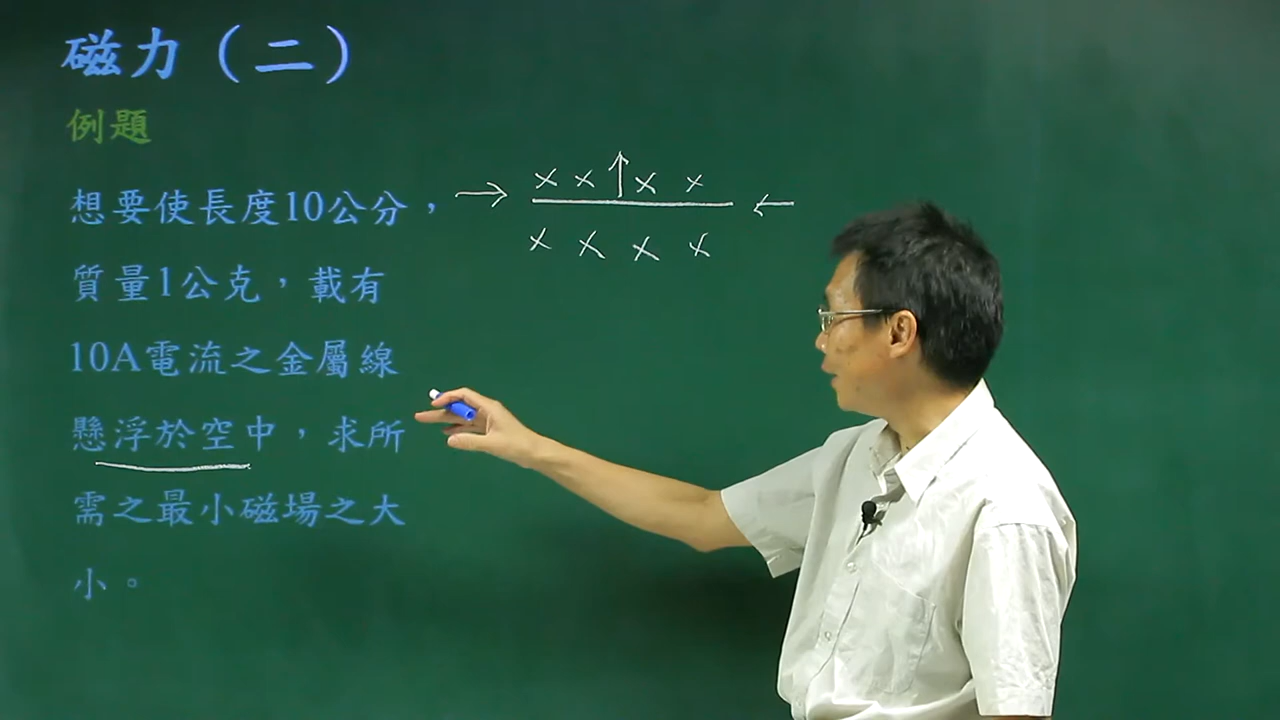 磁力（二）
例題
想要使長度10公分，
質量1公克，載有
10A電流之金屬線
懸浮於空中，求所
需之最小磁場之大
小。